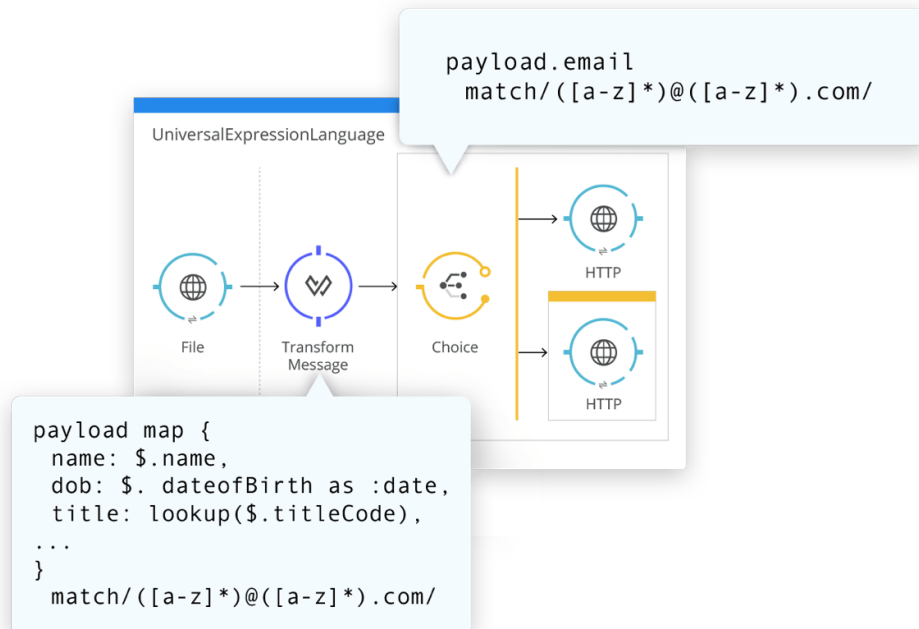 payload.email
match/([a-z]*)@([a-z]*).com/
UniversalExpressionLanguage
File
Transform
Message
Choice
HTTP
HTTP
payload map {
name: $.name,
dob: $. dateofBirth as :date,
title: lookup($.titleCode),
...
}
match/([a-z]*)@([a-z]*).com/